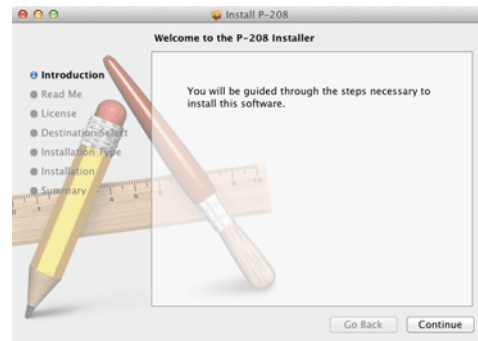 Install P-208
Welcome to the P-208 Installer
Introduction
Read Me
License
Destination Select
Installation Type
Installation
Summary
You will be guided through the steps necessary to
install this software.
Go Back
Continue